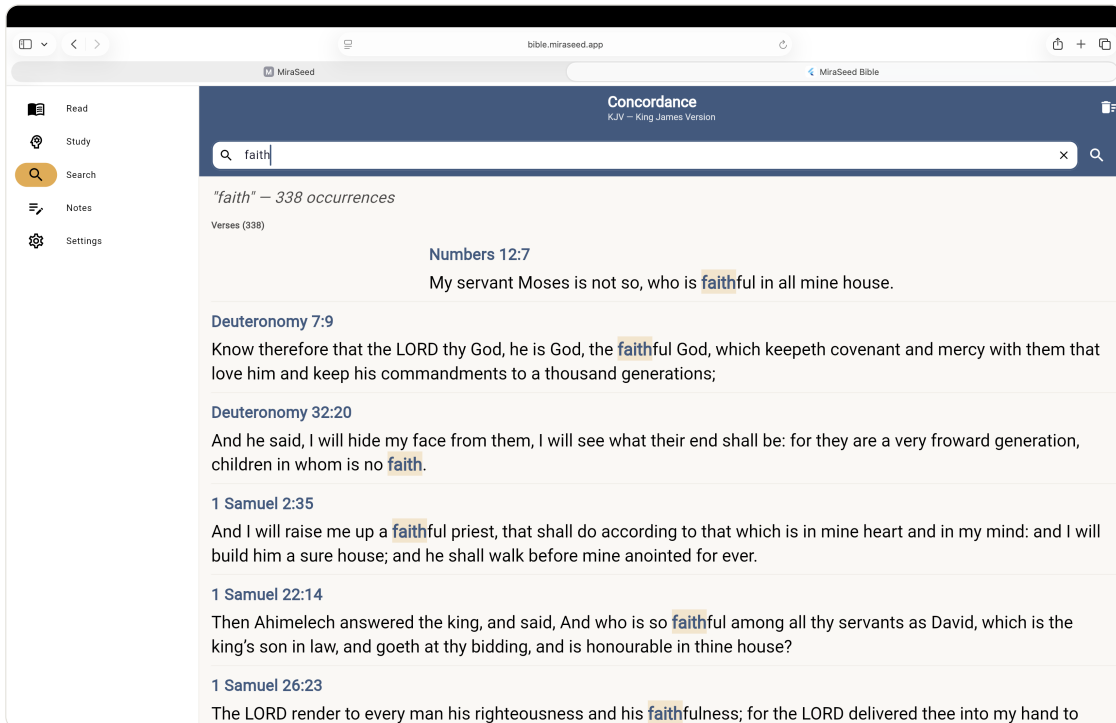 bible.miraseed.app
M MiraSeed
MiraSeed Bible
Read
Study
Search
Notes
Settings
Concordance
KJV — King James Version
faith
"faith" — 338 occurrences
Verses (338)
Numbers 12:7
My servant Moses is not so, who is faithful in all mine house.
Deuteronomy 7:9
Know therefore that the LORD thy God, he is God, the faithful God, which keepeth covenant and mercy with them that
love him and keep his commandments to a thousand generations;
Deuteronomy 32:20
And he said, I will hide my face from them, I will see what their end shall be: for they are a very froward generation,
children in whom is no faith.
1 Samuel 2:35
And I will raise me up a faithful priest, that shall do according to that which is in mine heart and in my mind: and I will
build him a sure house; and he shall walk before mine anointed for ever.
1 Samuel 22:14
Then Ahimelech answered the king, and said, And who is so faithful among all thy servants as David, which is the
king’s son in law, and goeth at thy bidding, and is honourable in thine house?
1 Samuel 26:23
The LORD render to every man his righteousness and his faithfulness; for the LORD delivered thee into my hand to